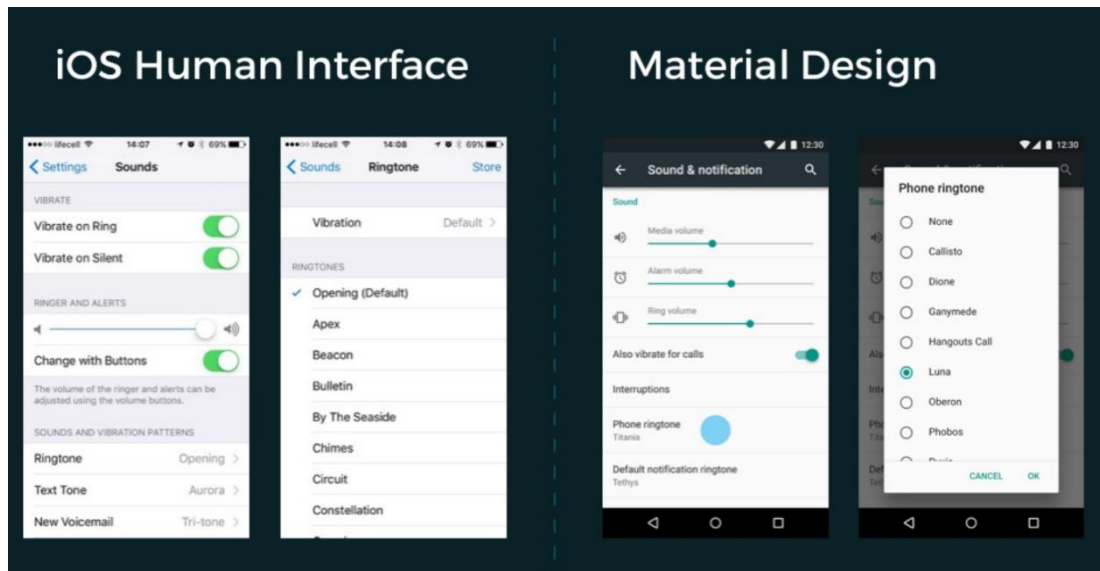 iOS Human Interface
Material Design
lifecell 14:07 69%
Settings Sounds
VIBRATE
Vibrate on Ring
Vibrate on Silent
RINGER AND ALERTS
Change with Buttons
The volume of the ringer and alerts can be
adjusted using the volume buttons.
SOUNDS AND VIBRATION PATTERNS
Ringtone Opening
Text Tone Aurora
New Voicemail Tri-tone
lifecell 14:08 69%
Sounds Ringtone Store
Vibration Default
RINGTONES
Opening (Default)
Apex
Beacon
Bulletin
By The Seaside
Chimes
Circuit
Constellation
12:30
Sound & notification
Sound
Media volume
Alarm volume
Ring volume
Also vibrate for calls
Interruptions
Phone ringtone
Titania
Default notification ringtone
Tethys
12:30
Phone ringtone
None
Callisto
Dione
Ganymede
Hangouts Call
Luna
Oberon
Phobos
CANCEL OK